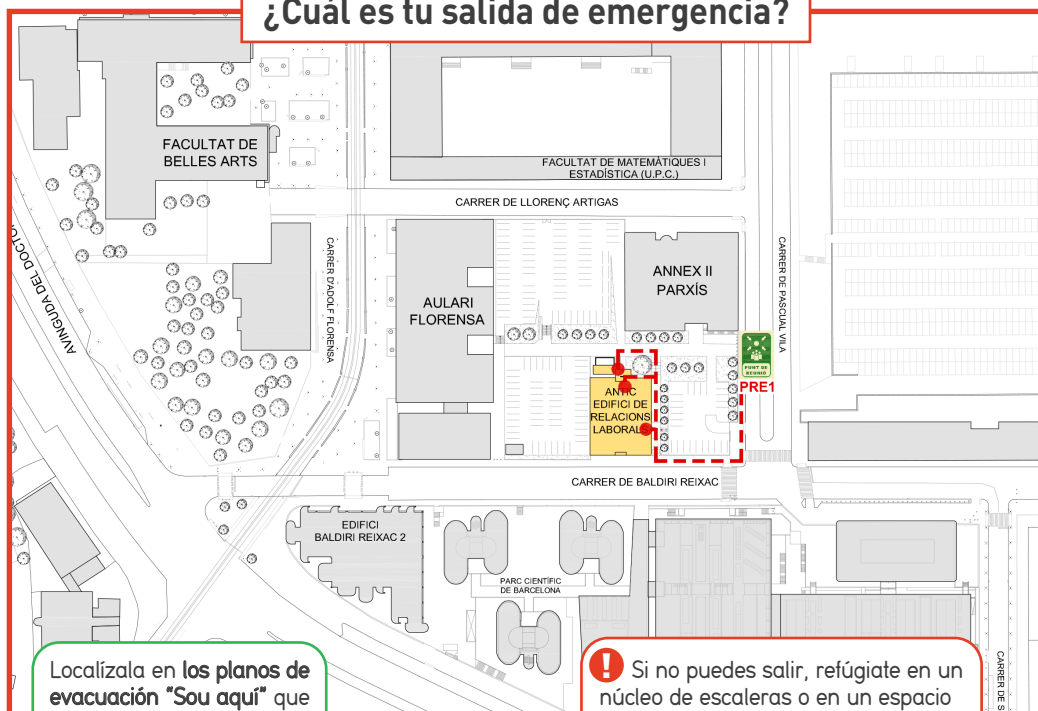 ¿Cuál es tu salida de emergencia?
FACULTAT DE
BELLES ARTS
FACULTAT DE MATEMÀTIQUES I
ESTADÍSTICA (U.P.C.)
CARRER DE LLORENÇ ARTIGAS
AVINGUDA DEL DOCTO
CARRER D'ADOLF FLORENSA
CARRER DE PASCUAL VILA
AULARI
FLORENSA
ANNEX II
PARXÍS
PUNT DE
REUNIÓ
PRE1
ANTIC
EDIFICI DE
RELACIONS
LABORALS
CARRER DE BALDIRI REIXAC
EDIFICI
BALDIRI REIXAC 2
PARC CIENTÍFIC
DE BARCELONA
CARRER DE S
Localízala en los planos de
evacuación "Sou aquí" que
! Si no puedes salir, refúgiate en un
núcleo de escaleras o en un espacio